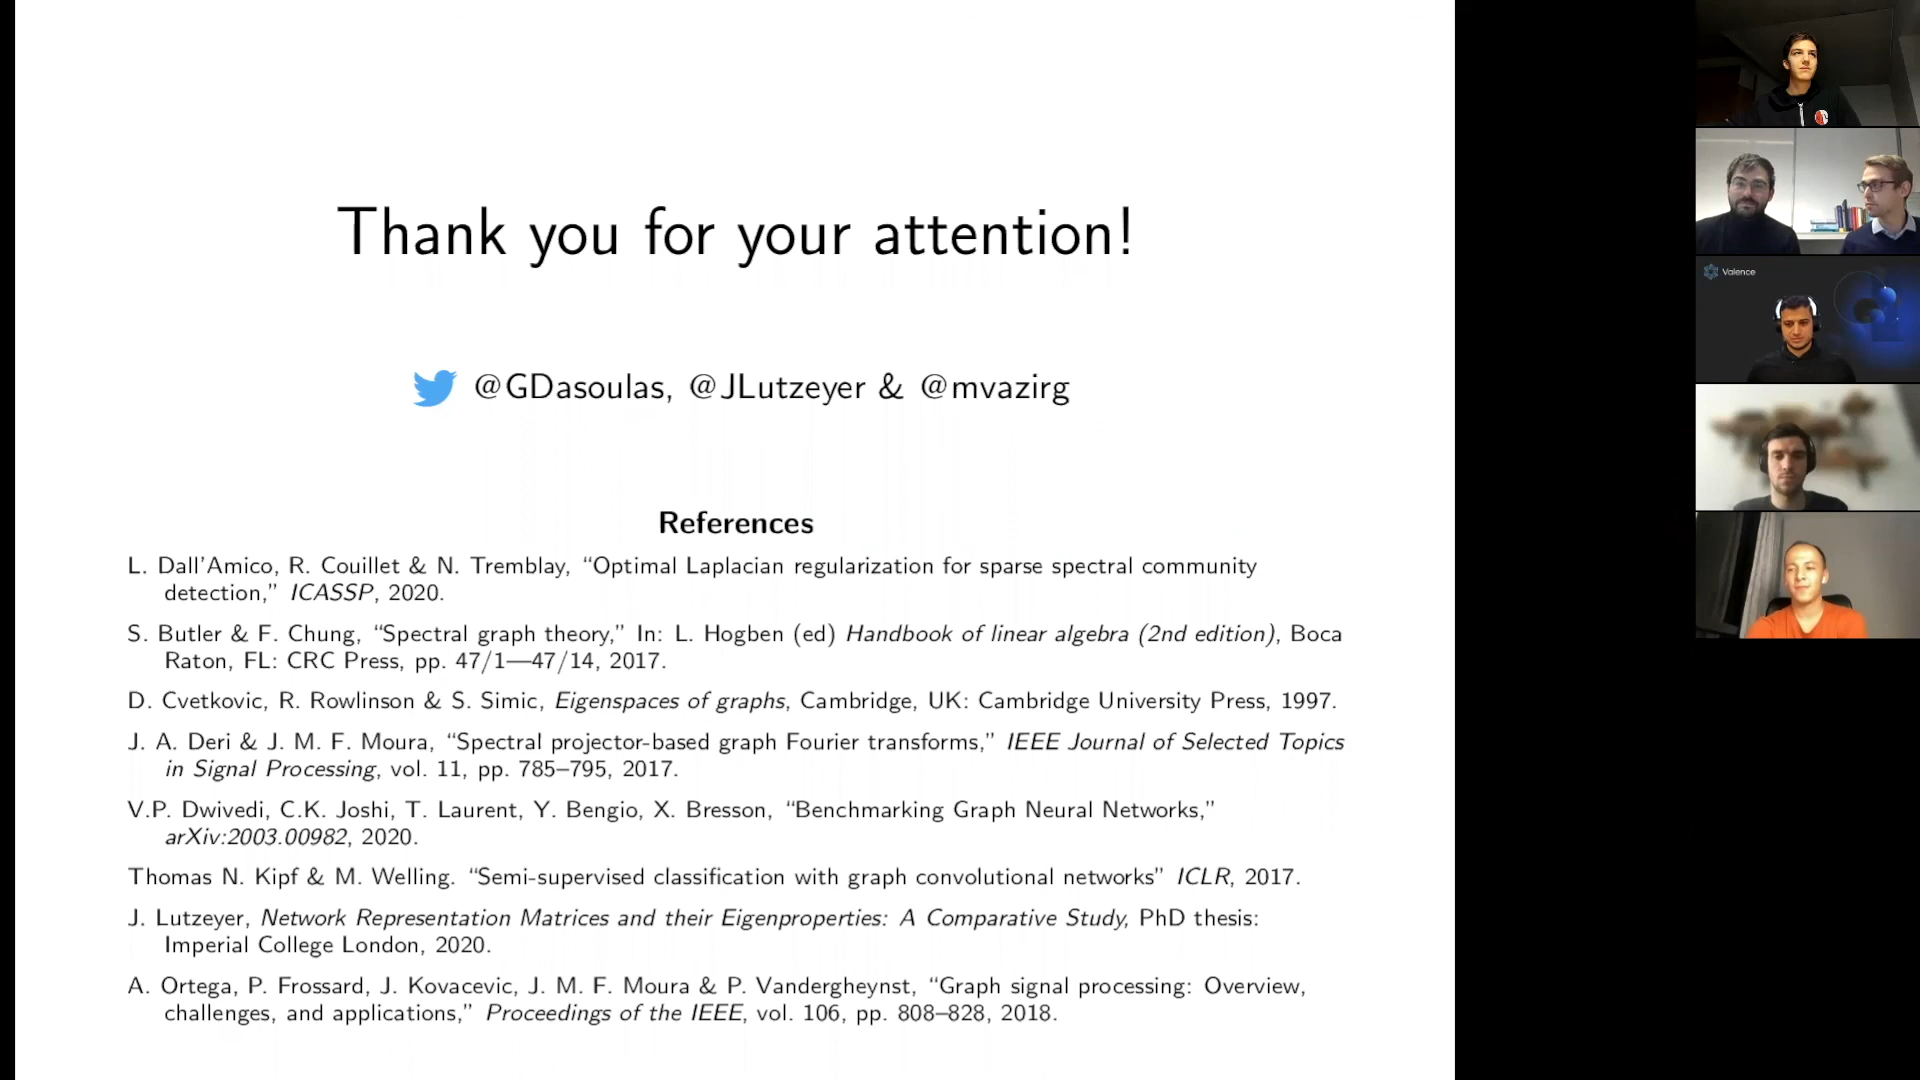 Thank you for your attention!
@GDasoulas, @JLutzeyer & @mvazirg
References
L. Dall'Amico, R. Couillet & N. Tremblay, “Optimal Laplacian regularization for sparse spectral community
detection,” ICASSP, 2020.
S. Butler & F. Chung, “Spectral graph theory,” In: L. Hogben (ed) Handbook of linear algebra (2nd edition), Boca
Raton, FL: CRC Press, pp. 47/1—47/14, 2017.
D. Cvetkovic, R. Rowlinson & S. Simic, Eigenspaces of graphs, Cambridge, UK: Cambridge University Press, 1997.
J. A. Deri & J. M. F. Moura, “Spectral projector-based graph Fourier transforms,” IEEE Journal of Selected Topics
in Signal Processing, vol. 11, pp. 785–795, 2017.
V.P. Dwivedi, C.K. Joshi, T. Laurent, Y. Bengio, X. Bresson, “Benchmarking Graph Neural Networks,”
arXiv:2003.00982, 2020.
Thomas N. Kipf & M. Welling. “Semi-supervised classification with graph convolutional networks” ICLR, 2017.
J. Lutzeyer, Network Representation Matrices and their Eigenproperties: A Comparative Study, PhD thesis:
Imperial College London, 2020.
A. Ortega, P. Frossard, J. Kovacevic, J. M. F. Moura & P. Vandergheynst, “Graph signal processing: Overview,
challenges, and applications,” Proceedings of the IEEE, vol. 106, pp. 808–828, 2018.
Valence